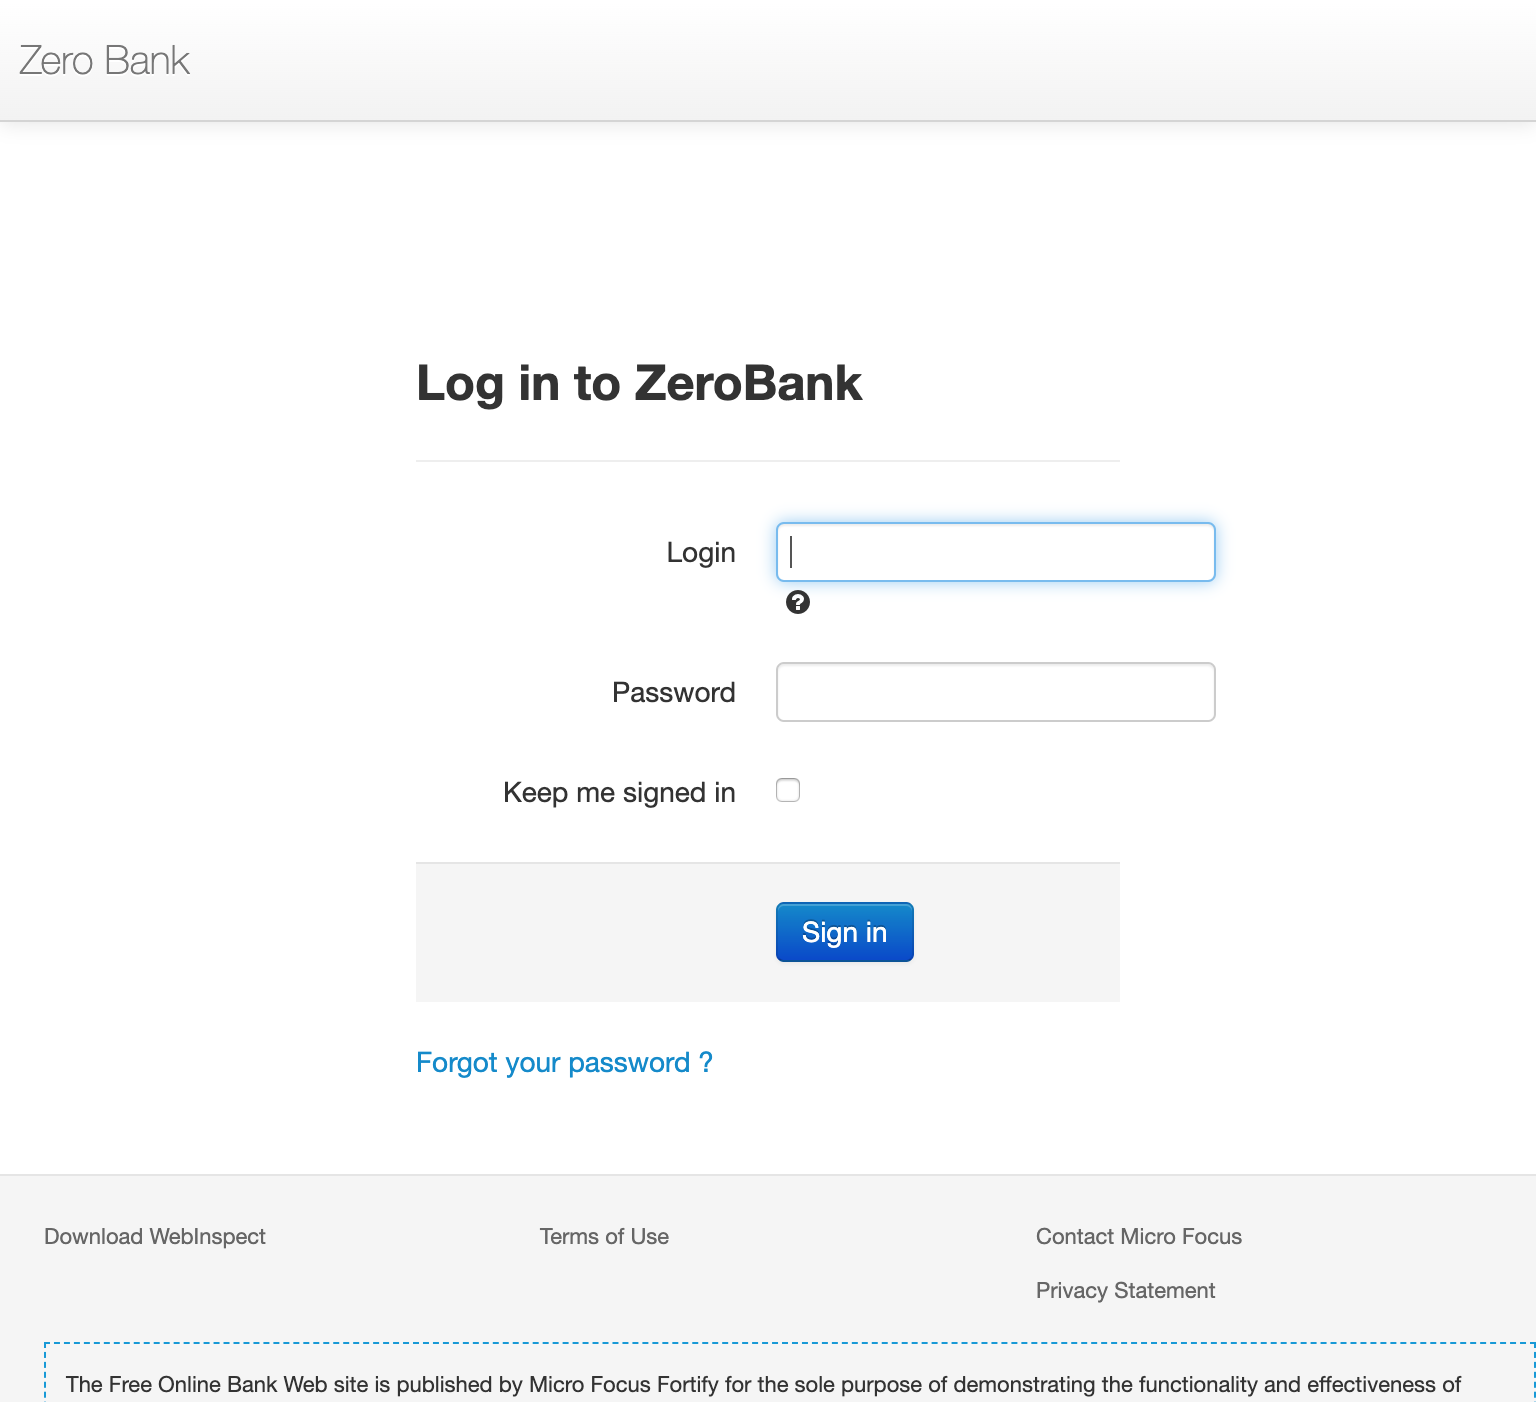 Zero Bank
Log in to ZeroBank
Login
?
Password
Keep me signed in
Sign in
Forgot your password ?
Download WebInspect
Terms of Use
Contact Micro Focus
Privacy Statement
The Free Online Bank Web site is published by Micro Focus Fortify for the sole purpose of demonstrating the functionality and effectiveness of